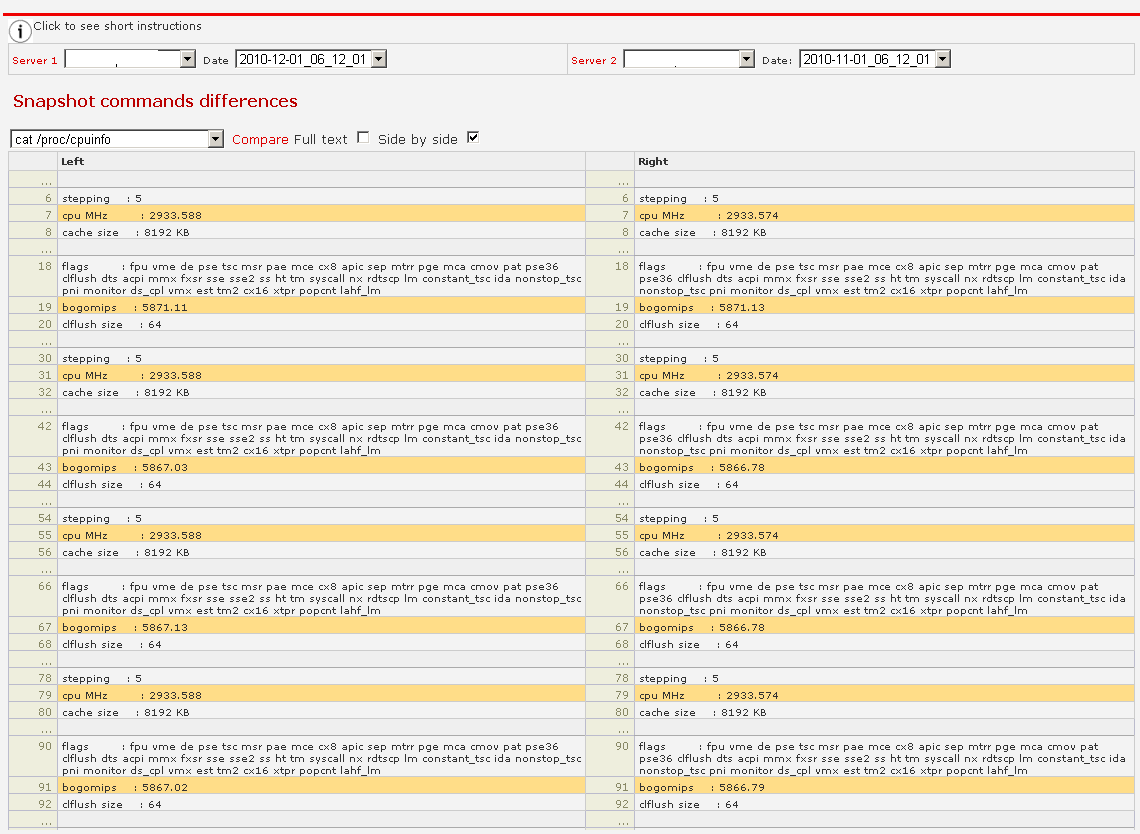 i Click to see short instructions
Server 1 , Date 2010-12-01_06_12_01 Server 2 . Date: 2010-11-01_06_12_01
Snapshot commands differences
cat /proc/cpuinfo Compare Full text Side by side
Left Right
... ...
6 stepping : 5 6 stepping : 5
7 cpu MHz : 2933.588 7 cpu MHz : 2933.574
8 cache size : 8192 KB 8 cache size : 8192 KB
... ...
18 flags : fpu vme de pse tsc msr pae mce cx8 apic sep mtrr pge mca cmov pat pse36 18 flags : fpu vme de pse tsc msr pae mce cx8 apic sep mtrr pge mca cmov pat
clflush dts acpi mmx fxsr sse sse2 ss ht tm syscall nx rdtscp lm constant_tsc ida nonstop_tsc pse36 clflush dts acpi mmx fxsr sse sse2 ss ht tm syscall nx rdtscp lm constant_tsc ida
pni monitor ds_cpl vmx est tm2 cx16 xtpr popcnt lahf_lm nonstop_tsc pni monitor ds_cpl vmx est tm2 cx16 xtpr popcnt lahf_lm
19 bogomips : 5871.11 19 bogomips : 5871.13
20 clflush size : 64 20 clflush size : 64
... ...
30 stepping : 5 30 stepping : 5
31 cpu MHz : 2933.588 31 cpu MHz : 2933.574
32 cache size : 8192 KB 32 cache size : 8192 KB
... ...
42 flags : fpu vme de pse tsc msr pae mce cx8 apic sep mtrr pge mca cmov pat pse36 42 flags : fpu vme de pse tsc msr pae mce cx8 apic sep mtrr pge mca cmov pat
clflush dts acpi mmx fxsr sse sse2 ss ht tm syscall nx rdtscp lm constant_tsc ida nonstop_tsc pse36 clflush dts acpi mmx fxsr sse sse2 ss ht tm syscall nx rdtscp lm constant_tsc ida
pni monitor ds_cpl vmx est tm2 cx16 xtpr popcnt lahf_lm nonstop_tsc pni monitor ds_cpl vmx est tm2 cx16 xtpr popcnt lahf_lm
43 bogomips : 5867.03 43 bogomips : 5866.78
44 clflush size : 64 44 clflush size : 64
... ...
54 stepping : 5 54 stepping : 5
55 cpu MHz : 2933.588 55 cpu MHz : 2933.574
56 cache size : 8192 KB 56 cache size : 8192 KB
... ...
66 flags : fpu vme de pse tsc msr pae mce cx8 apic sep mtrr pge mca cmov pat pse36 66 flags : fpu vme de pse tsc msr pae mce cx8 apic sep mtrr pge mca cmov pat
clflush dts acpi mmx fxsr sse sse2 ss ht tm syscall nx rdtscp lm constant_tsc ida nonstop_tsc pse36 clflush dts acpi mmx fxsr sse sse2 ss ht tm syscall nx rdtscp lm constant_tsc ida
pni monitor ds_cpl vmx est tm2 cx16 xtpr popcnt lahf_lm nonstop_tsc pni monitor ds_cpl vmx est tm2 cx16 xtpr popcnt lahf_lm
67 bogomips : 5867.13 67 bogomips : 5866.78
68 clflush size : 64 68 clflush size : 64
... ...
78 stepping : 5 78 stepping : 5
79 cpu MHz : 2933.588 79 cpu MHz : 2933.574
80 cache size : 8192 KB 80 cache size : 8192 KB
... ...
90 flags : fpu vme de pse tsc msr pae mce cx8 apic sep mtrr pge mca cmov pat pse36 90 flags : fpu vme de pse tsc msr pae mce cx8 apic sep mtrr pge mca cmov pat
clflush dts acpi mmx fxsr sse sse2 ss ht tm syscall nx rdtscp lm constant_tsc ida nonstop_tsc pse36 clflush dts acpi mmx fxsr sse sse2 ss ht tm syscall nx rdtscp lm constant_tsc ida
pni monitor ds_cpl vmx est tm2 cx16 xtpr popcnt lahf_lm nonstop_tsc pni monitor ds_cpl vmx est tm2 cx16 xtpr popcnt lahf_lm
91 bogomips : 5867.02 91 bogomips : 5866.79
92 clflush size : 64 92 clflush size : 64
... ...